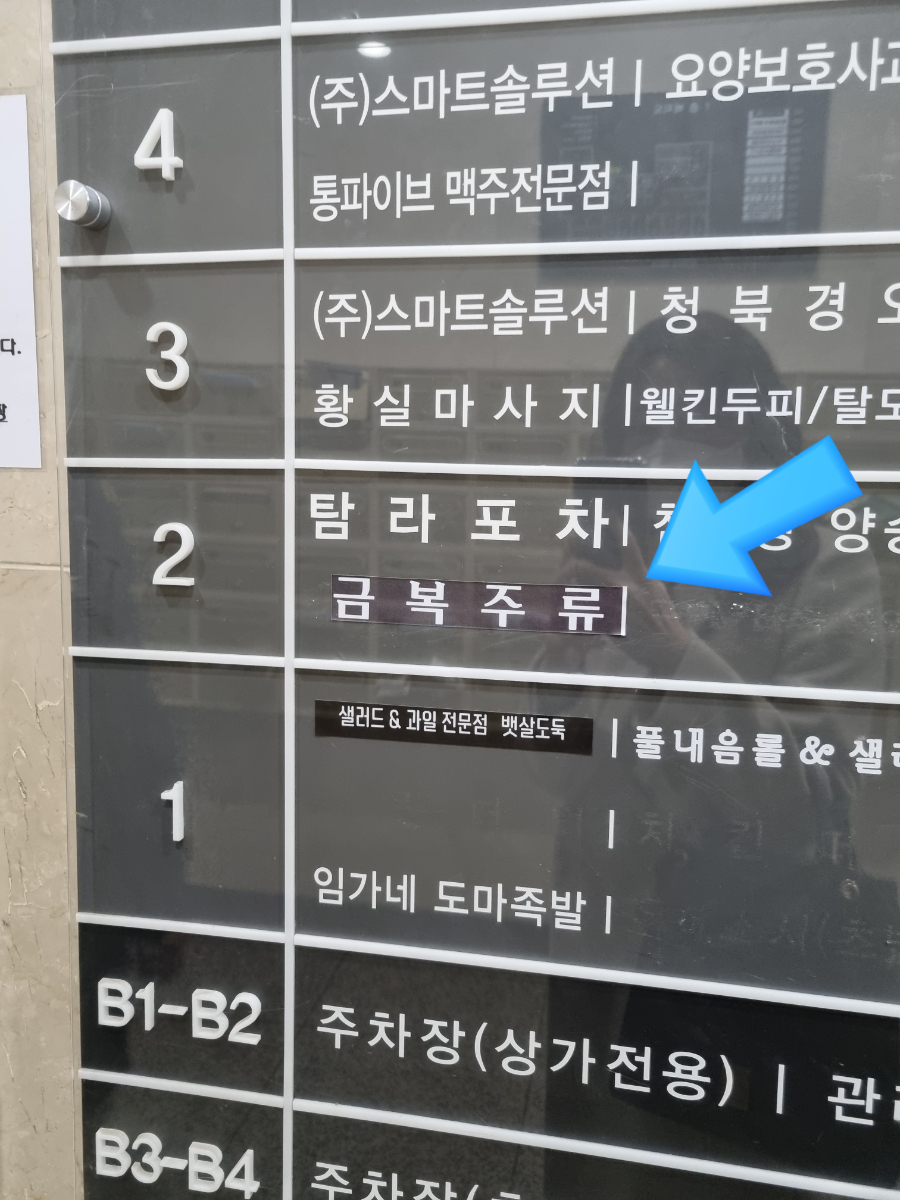 다.
4
(주)스마트솔루션 | 요양보호사
통파이브 맥주전문점 |
3
(주)스마트솔루션 | 청 북 경
황 실 마 사 지 | 웰킨두피/탈모
2
탐 라 포 차 |
금 복 주 류 |
1
샐러드 & 과일 전문점 뱃살도둑 | 풀내음롤 &
|
임가네 도마족발 |
B1-B2
주차장(상가전용) |
B3-B4
주차장(